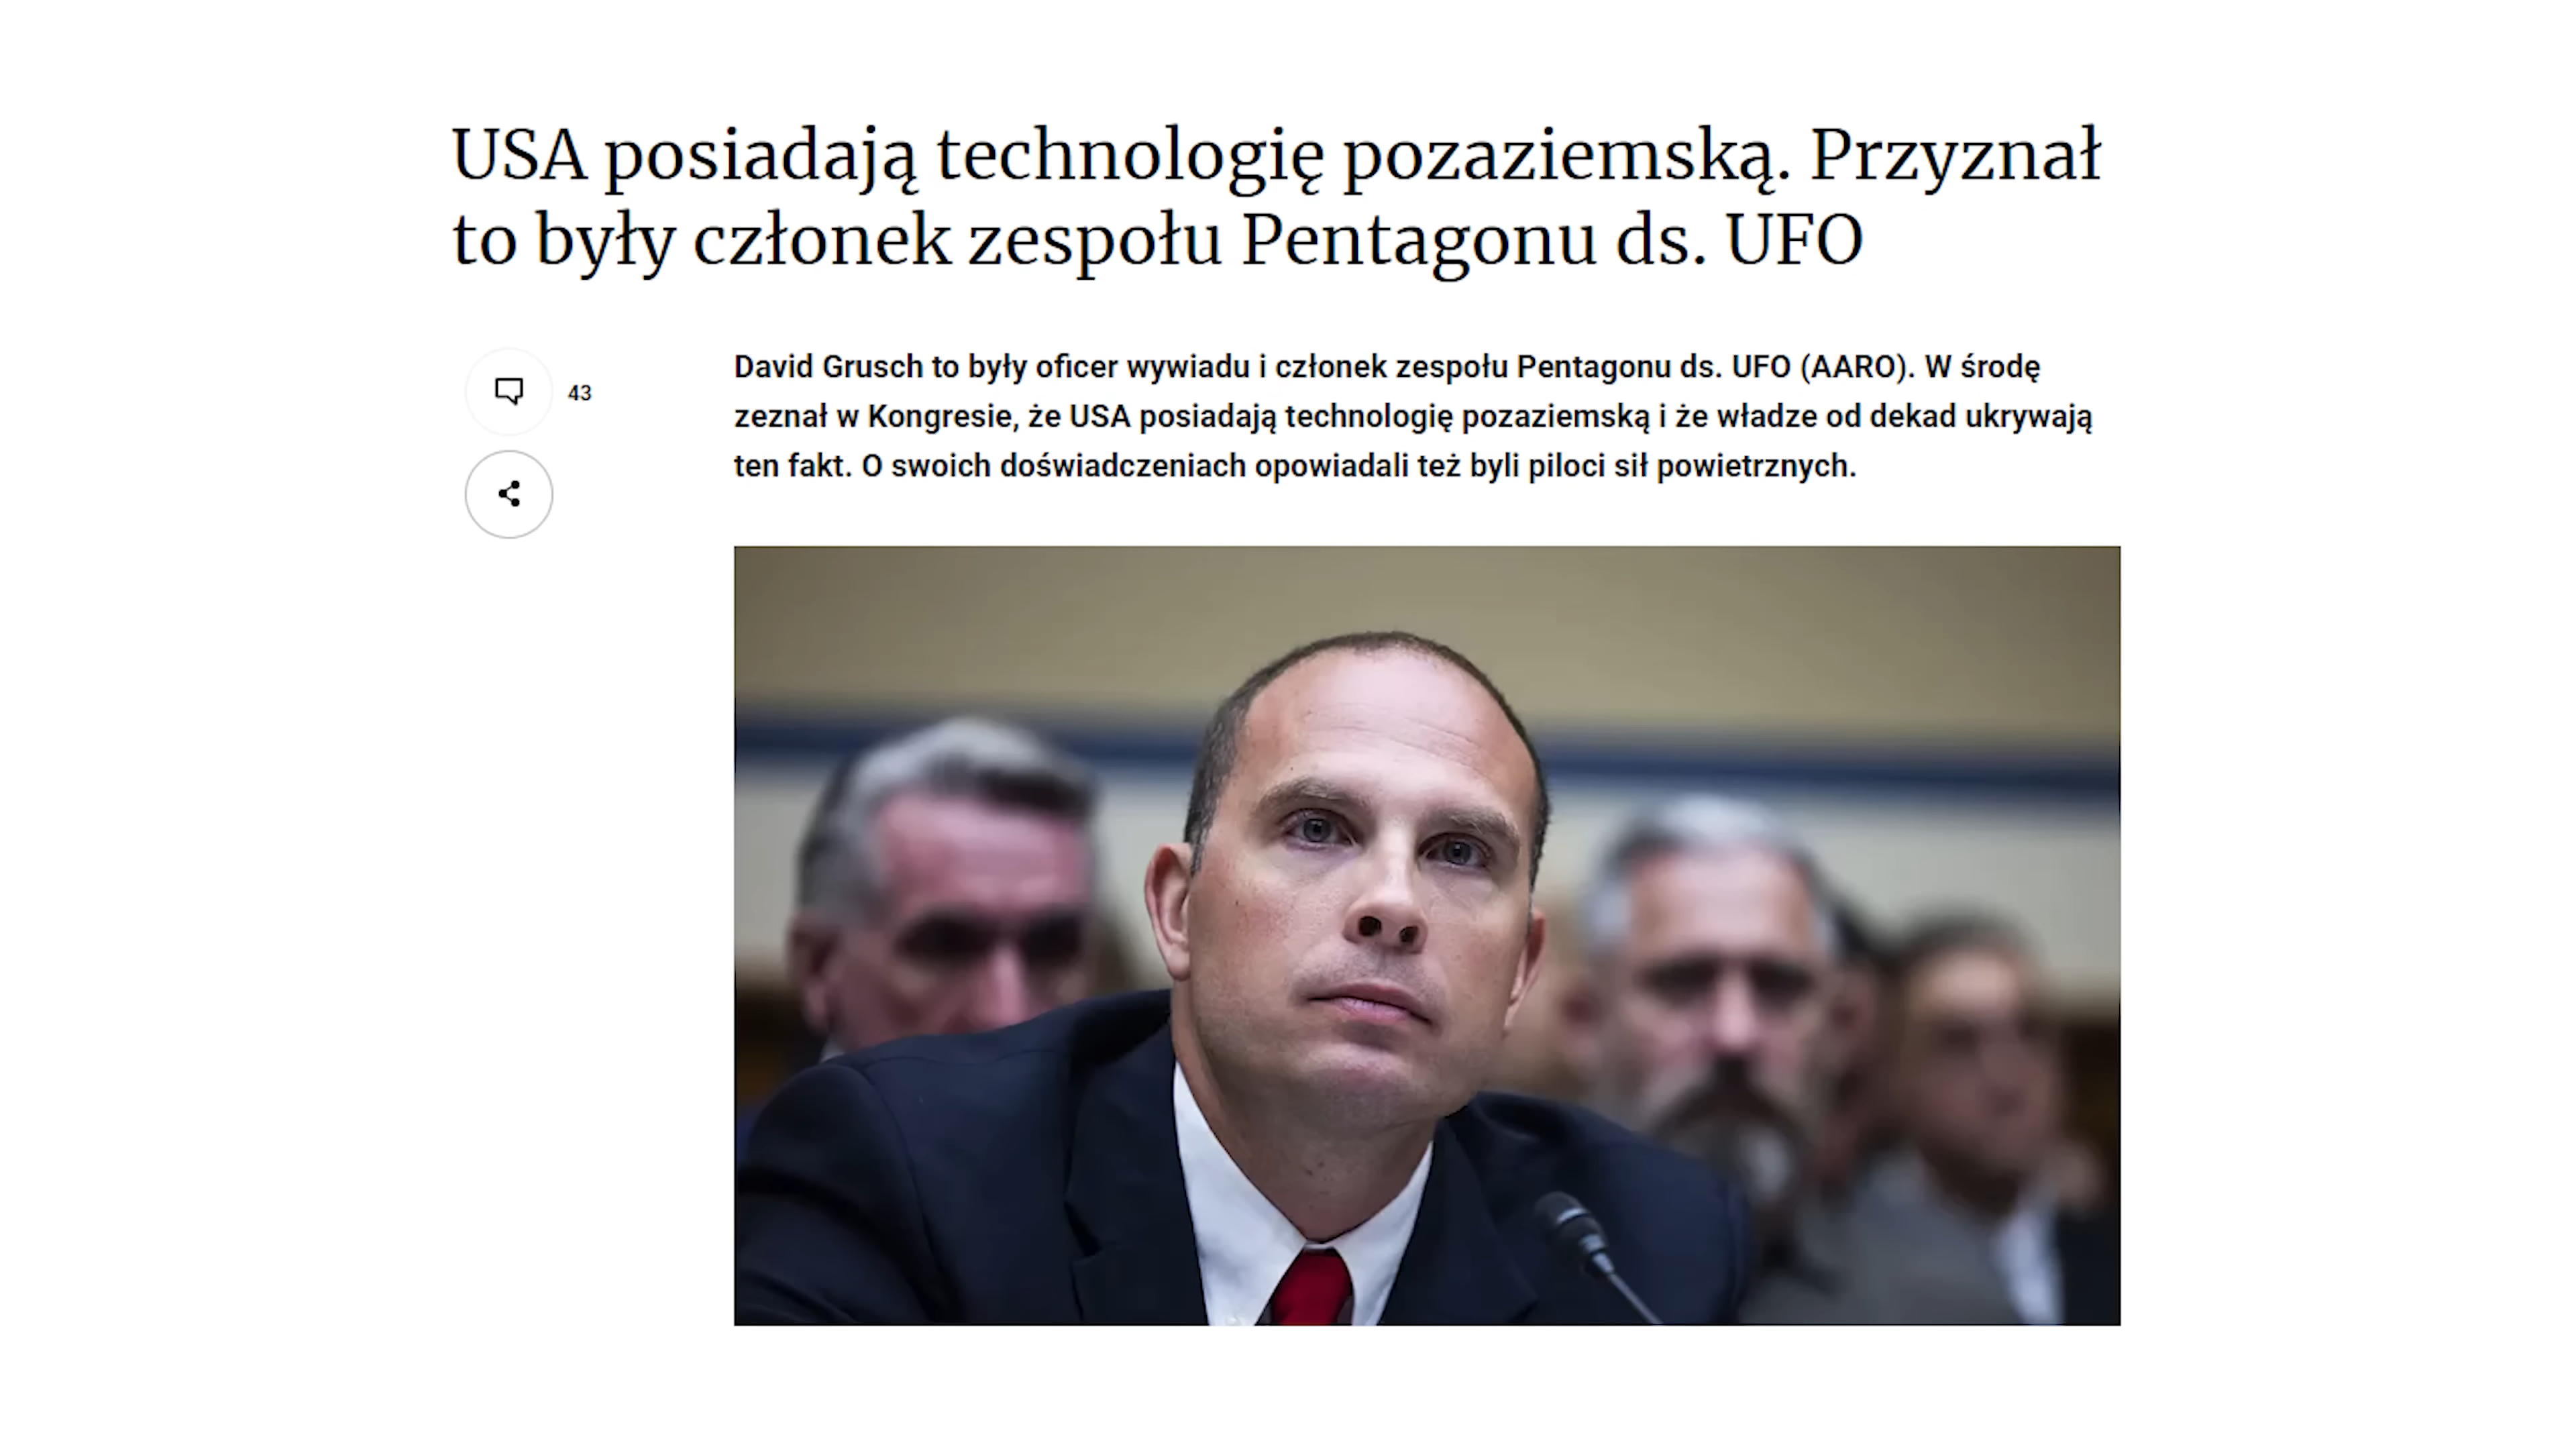 USA posiadają technologię pozaziemską. Przyznał
to były członek zespołu Pentagonu ds. UFO
43
David Grusch to były oficer wywiadu i członek zespołu Pentagonu ds. UFO (AARO). W środę
zeznał w Kongresie, że USA posiadają technologię pozaziemską i że władze od dekad ukrywają
ten fakt. O swoich doświadczeniach opowiadali też byli piloci sił powietrznych.